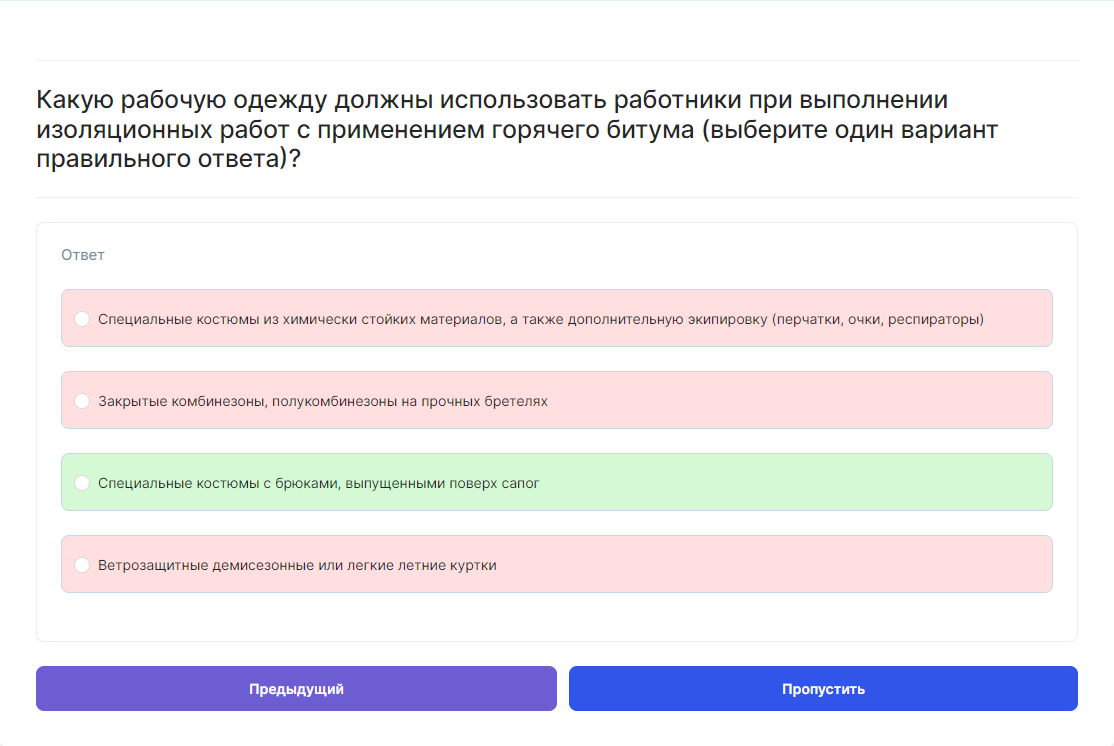 Какую рабочую одежду должны использовать работники при выполнении
изоляционных работ с применением горячего битума (выберите один вариант
правильного ответа)?
Ответ
Специальные костюмы из химически стойких материалов, а также дополнительную экипировку (перчатки, очки, респираторы)
Закрытые комбинезоны, полукомбинезоны на прочных бретелях
Специальные костюмы с брюками, выпущенными поверх сапог
Ветрозащитные демисезонные или легкие летние куртки
Предыдущий
Пропустить